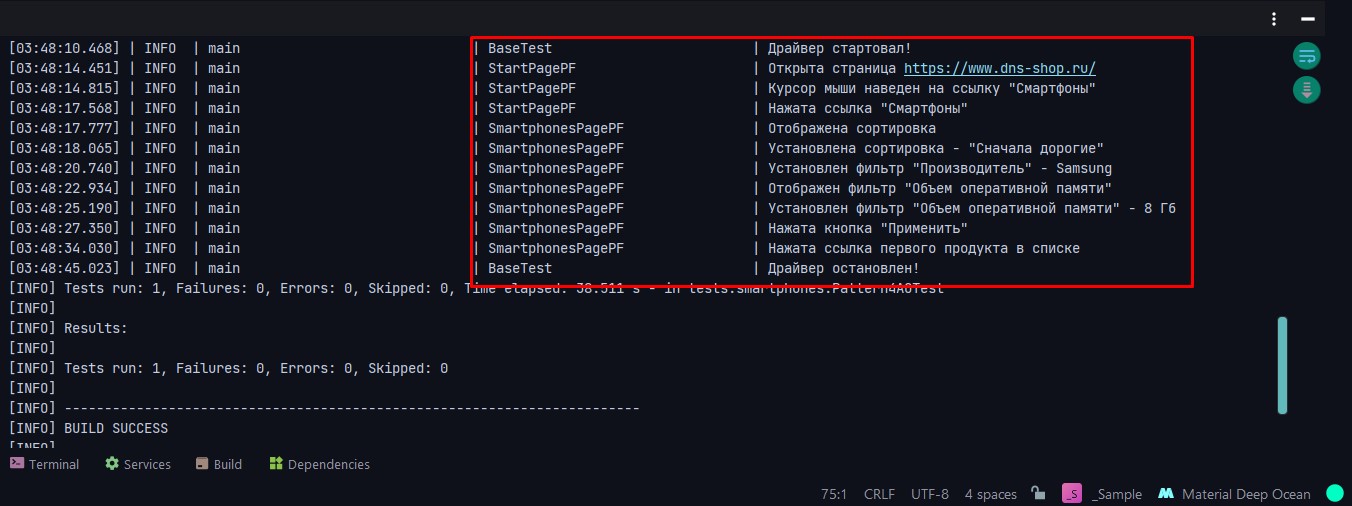 [03:48:10.468] | INFO | main | BaseTest | Драйвер стартовал!
[03:48:14.451] | INFO | main | StartPagePF | Открыта страница https://www.dns-shop.ru/
[03:48:14.815] | INFO | main | StartPagePF | Курсор мыши наведен на ссылку "Смартфоны"
[03:48:17.568] | INFO | main | StartPagePF | Нажата ссылка "Смартфоны"
[03:48:17.777] | INFO | main | SmartphonesPagePF | Отображена сортировка
[03:48:18.065] | INFO | main | SmartphonesPagePF | Установлена сортировка - "Сначала дорогие"
[03:48:20.740] | INFO | main | SmartphonesPagePF | Установлен фильтр "Производитель" - Samsung
[03:48:22.934] | INFO | main | SmartphonesPagePF | Отображен фильтр "Объем оперативной памяти"
[03:48:25.190] | INFO | main | SmartphonesPagePF | Установлен фильтр "Объем оперативной памяти" - 8 Гб
[03:48:27.350] | INFO | main | SmartphonesPagePF | Нажата кнопка "Применить"
[03:48:34.030] | INFO | main | SmartphonesPagePF | Нажата ссылка первого продукта в списке
[03:48:45.023] | INFO | main | BaseTest | Драйвер остановлен!
[INFO] Tests run: 1, Failures: 0, Errors: 0, Skipped: 0, Time elapsed: 38.511 s - in tests.smartphones.Pattern4AOTest
[INFO]
[INFO] Results:
[INFO]
[INFO] Tests run: 1, Failures: 0, Errors: 0, Skipped: 0
[INFO]
[INFO] ------------------------------------------------------------------------
[INFO] BUILD SUCCESS
[INFO]
Terminal Services Build Dependencies
75:1 CRLF UTF-8 4 spaces _S _Sample Material Deep Ocean